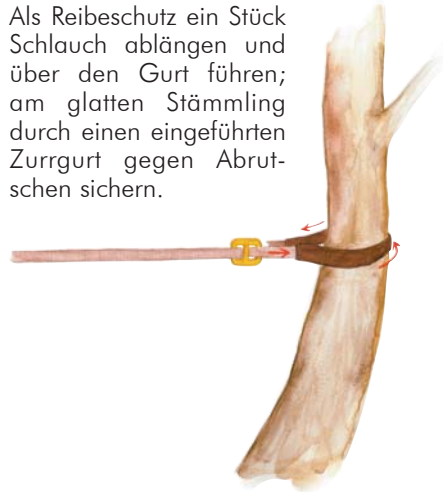 Als Reibeschutz ein Stück
Schlauch ablängen und
über den Gurt führen;
am glatten Stämmling
durch einen eingeführten
Zurrgurt gegen Abrut-
schen sichern.